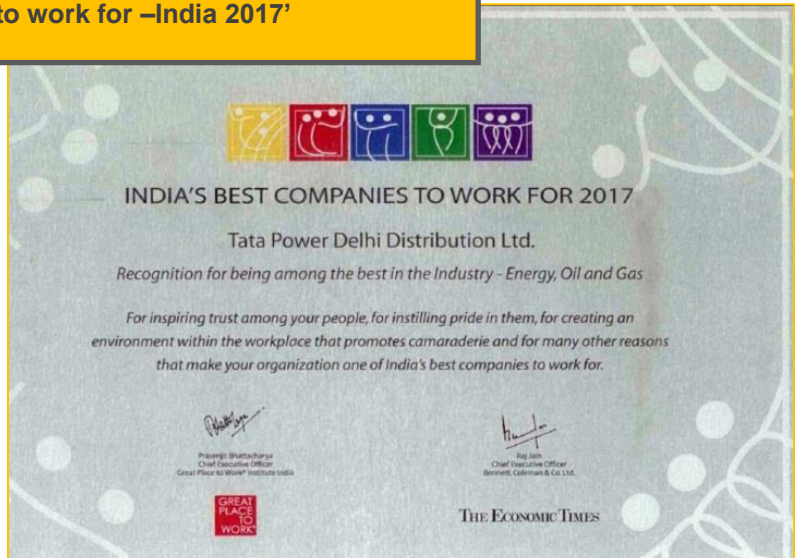 to work for –India 2017’
INDIA'S BEST COMPANIES TO WORK FOR 2017
Tata Power Delhi Distribution Ltd.
Recognition for being among the best in the Industry - Energy, Oil and Gas
For inspiring trust among your people, for instilling pride in them, for creating an
environment within the workplace that promotes camaraderie and for many other reasons
that make your organization one of India's best companies to work for.
Prasenjit Bhattacharya
Chief Executive Officer
Great Place to Work® Institute India
Raj Jain
Chief Executive Officer
Bennett, Coleman & Co. Ltd.
GREAT
PLACE
TO
WORK®
THE ECONOMIC TIMES